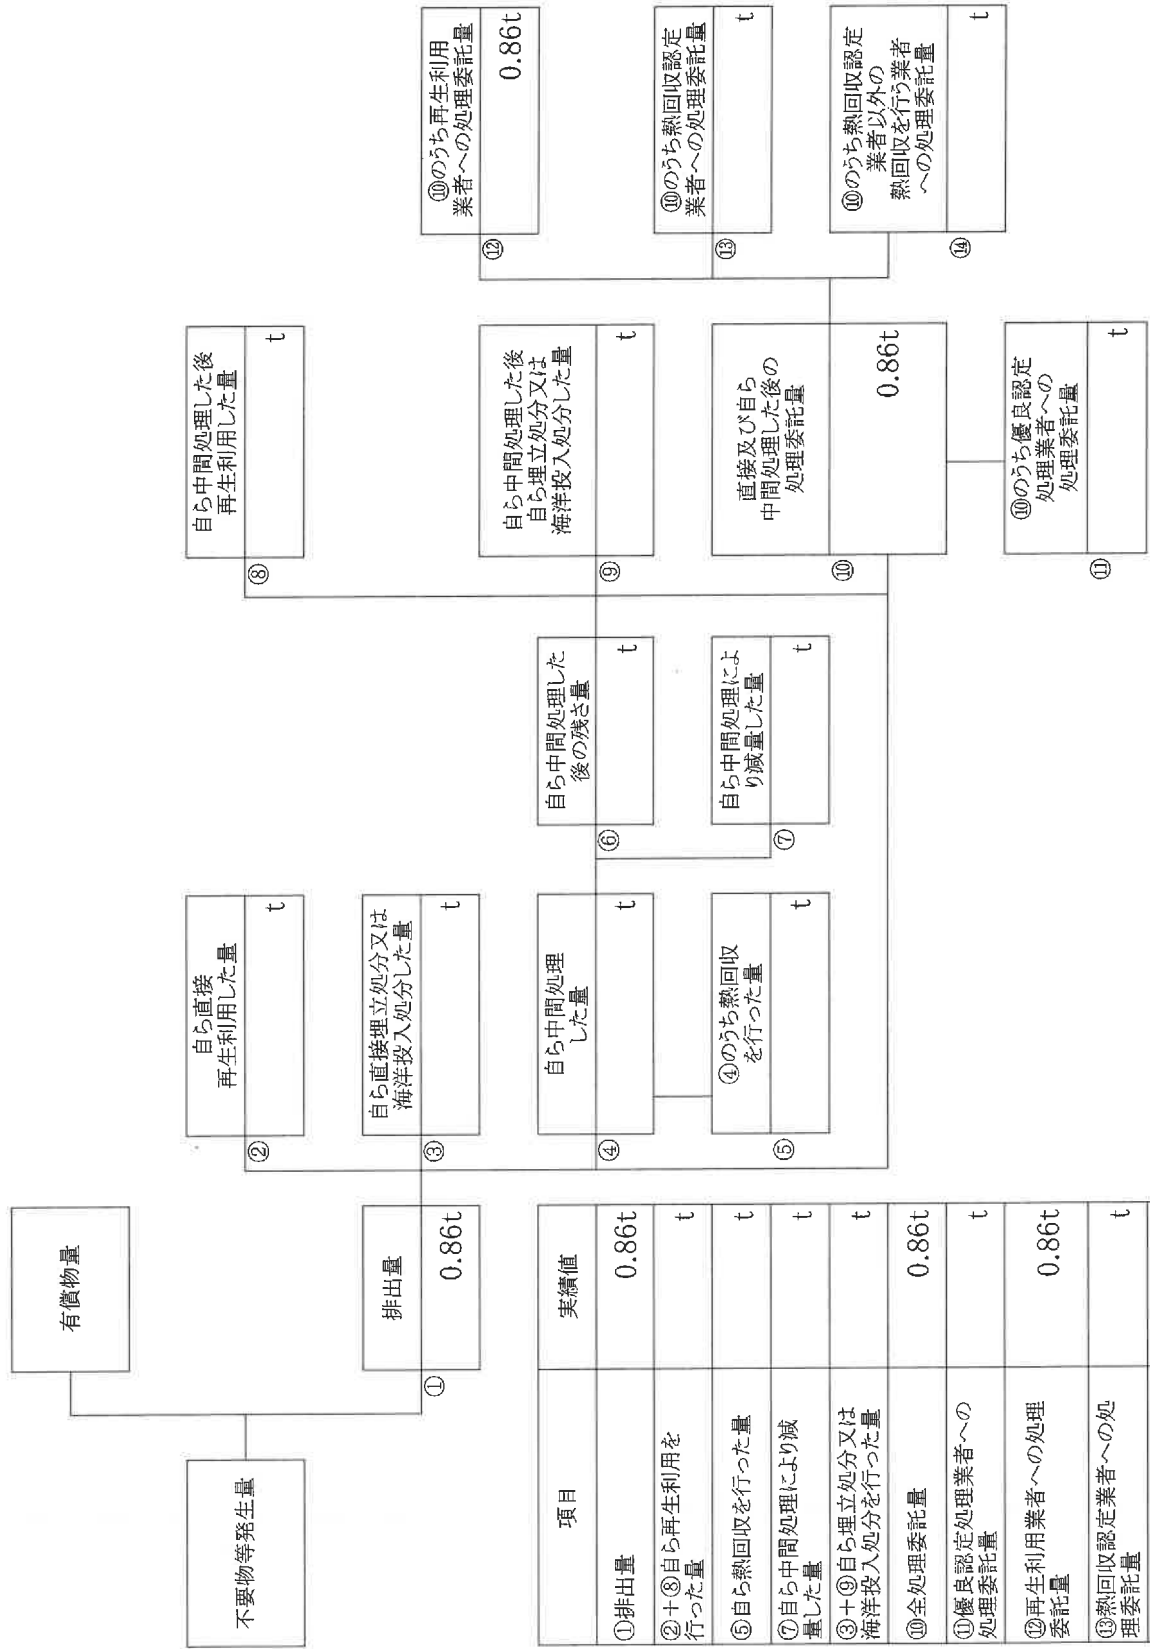 不要物等発生量
有償物量
①
排出量
0.86t
②
自ら直接
再生利用した量
t
③
自ら直接埋立処分又は
海洋投入処分した量
t
④
自ら中間処理
した量
t
⑤
④のうち熱回収
を行った量
t
⑥
自ら中間処理した
後の残さ量
t
⑦
自ら中間処理によ
り減量した量
t
⑧
自ら中間処理した後
再生利用した量
t
⑨
自ら中間処理した後
自ら埋立処分又は
海洋投入処分した量
t
⑩
直接及び自ら
中間処理した後の
処理委託量
0.86t
⑪
⑩のうち優良認定
処理業者への
処理委託量
t
⑫
⑩のうち再生利用
業者への処理委託量
0.86t
⑬
⑩のうち熱回収認定
業者への処理委託量
t
⑭
⑩のうち熱回収認定
業者以外の
熱回収を行う業者
への処理委託量
t
項目
実績値
①排出量
0.86t
②+⑧自ら再生利用を
行った量
t
⑤自ら熱回収を行った量
t
⑦自ら中間処理により減
量した量
t
③+⑨自ら埋立処分又は
海洋投入処分を行った量
t
⑩全処理委託量
0.86t
⑪優良認定処理業者への
処理委託量
t
⑫再生利用業者への処理
委託量
0.86t
⑬熱回収認定業者への処
理委託量
t